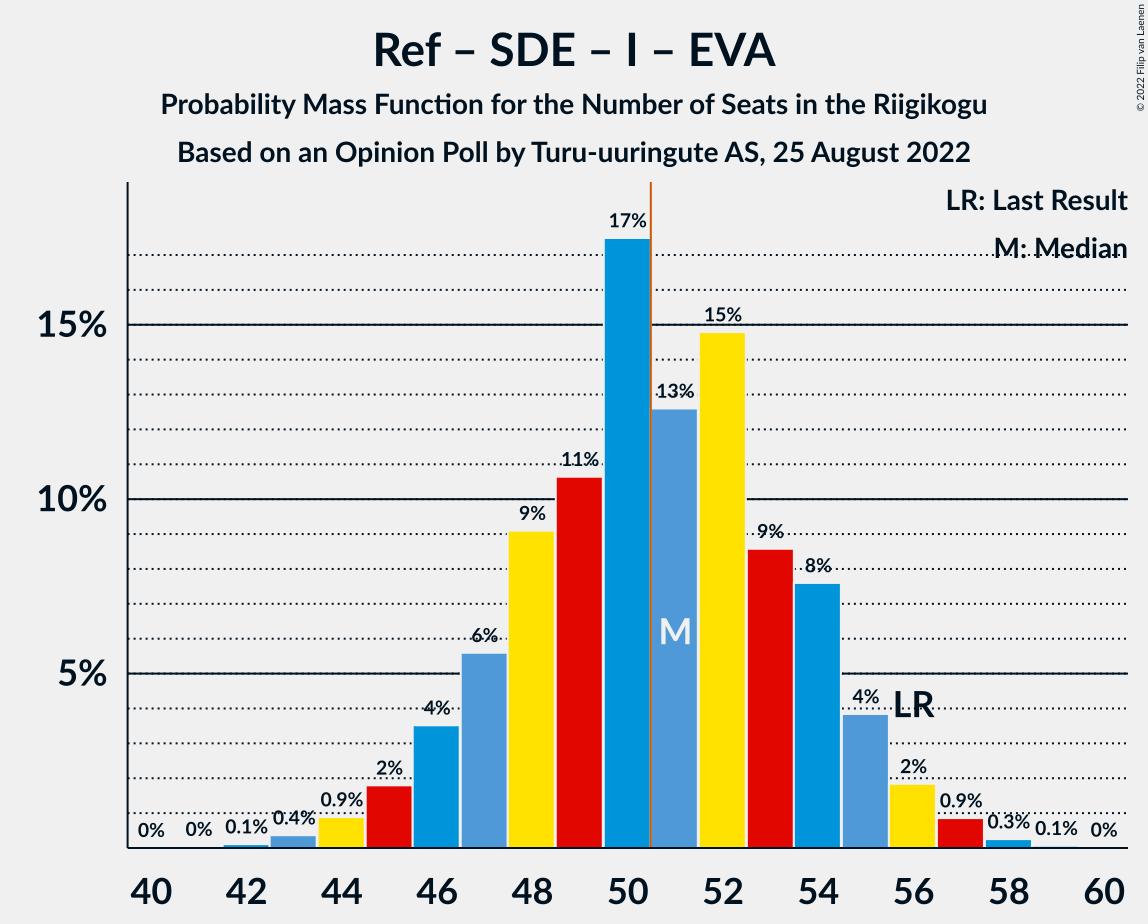 Ref – SDE – I – EVA
Probability Mass Function for the Number of Seats in the Riigikogu
Based on an Opinion Poll by Turu-uuringute AS, 25 August 2022
© 2022 Filip van Laenen
LR: Last Result
M: Median
17%
15%
15%
13%
11%
10%
9%
9%
8%
6%
5%
4%
4%
LR
2%
2%
0.9%
0.9%
0%
0%
0.1%
0.4%
0.3%
0.1%
0%
M
40 42 44 46 48 50 52 54 56 58 60